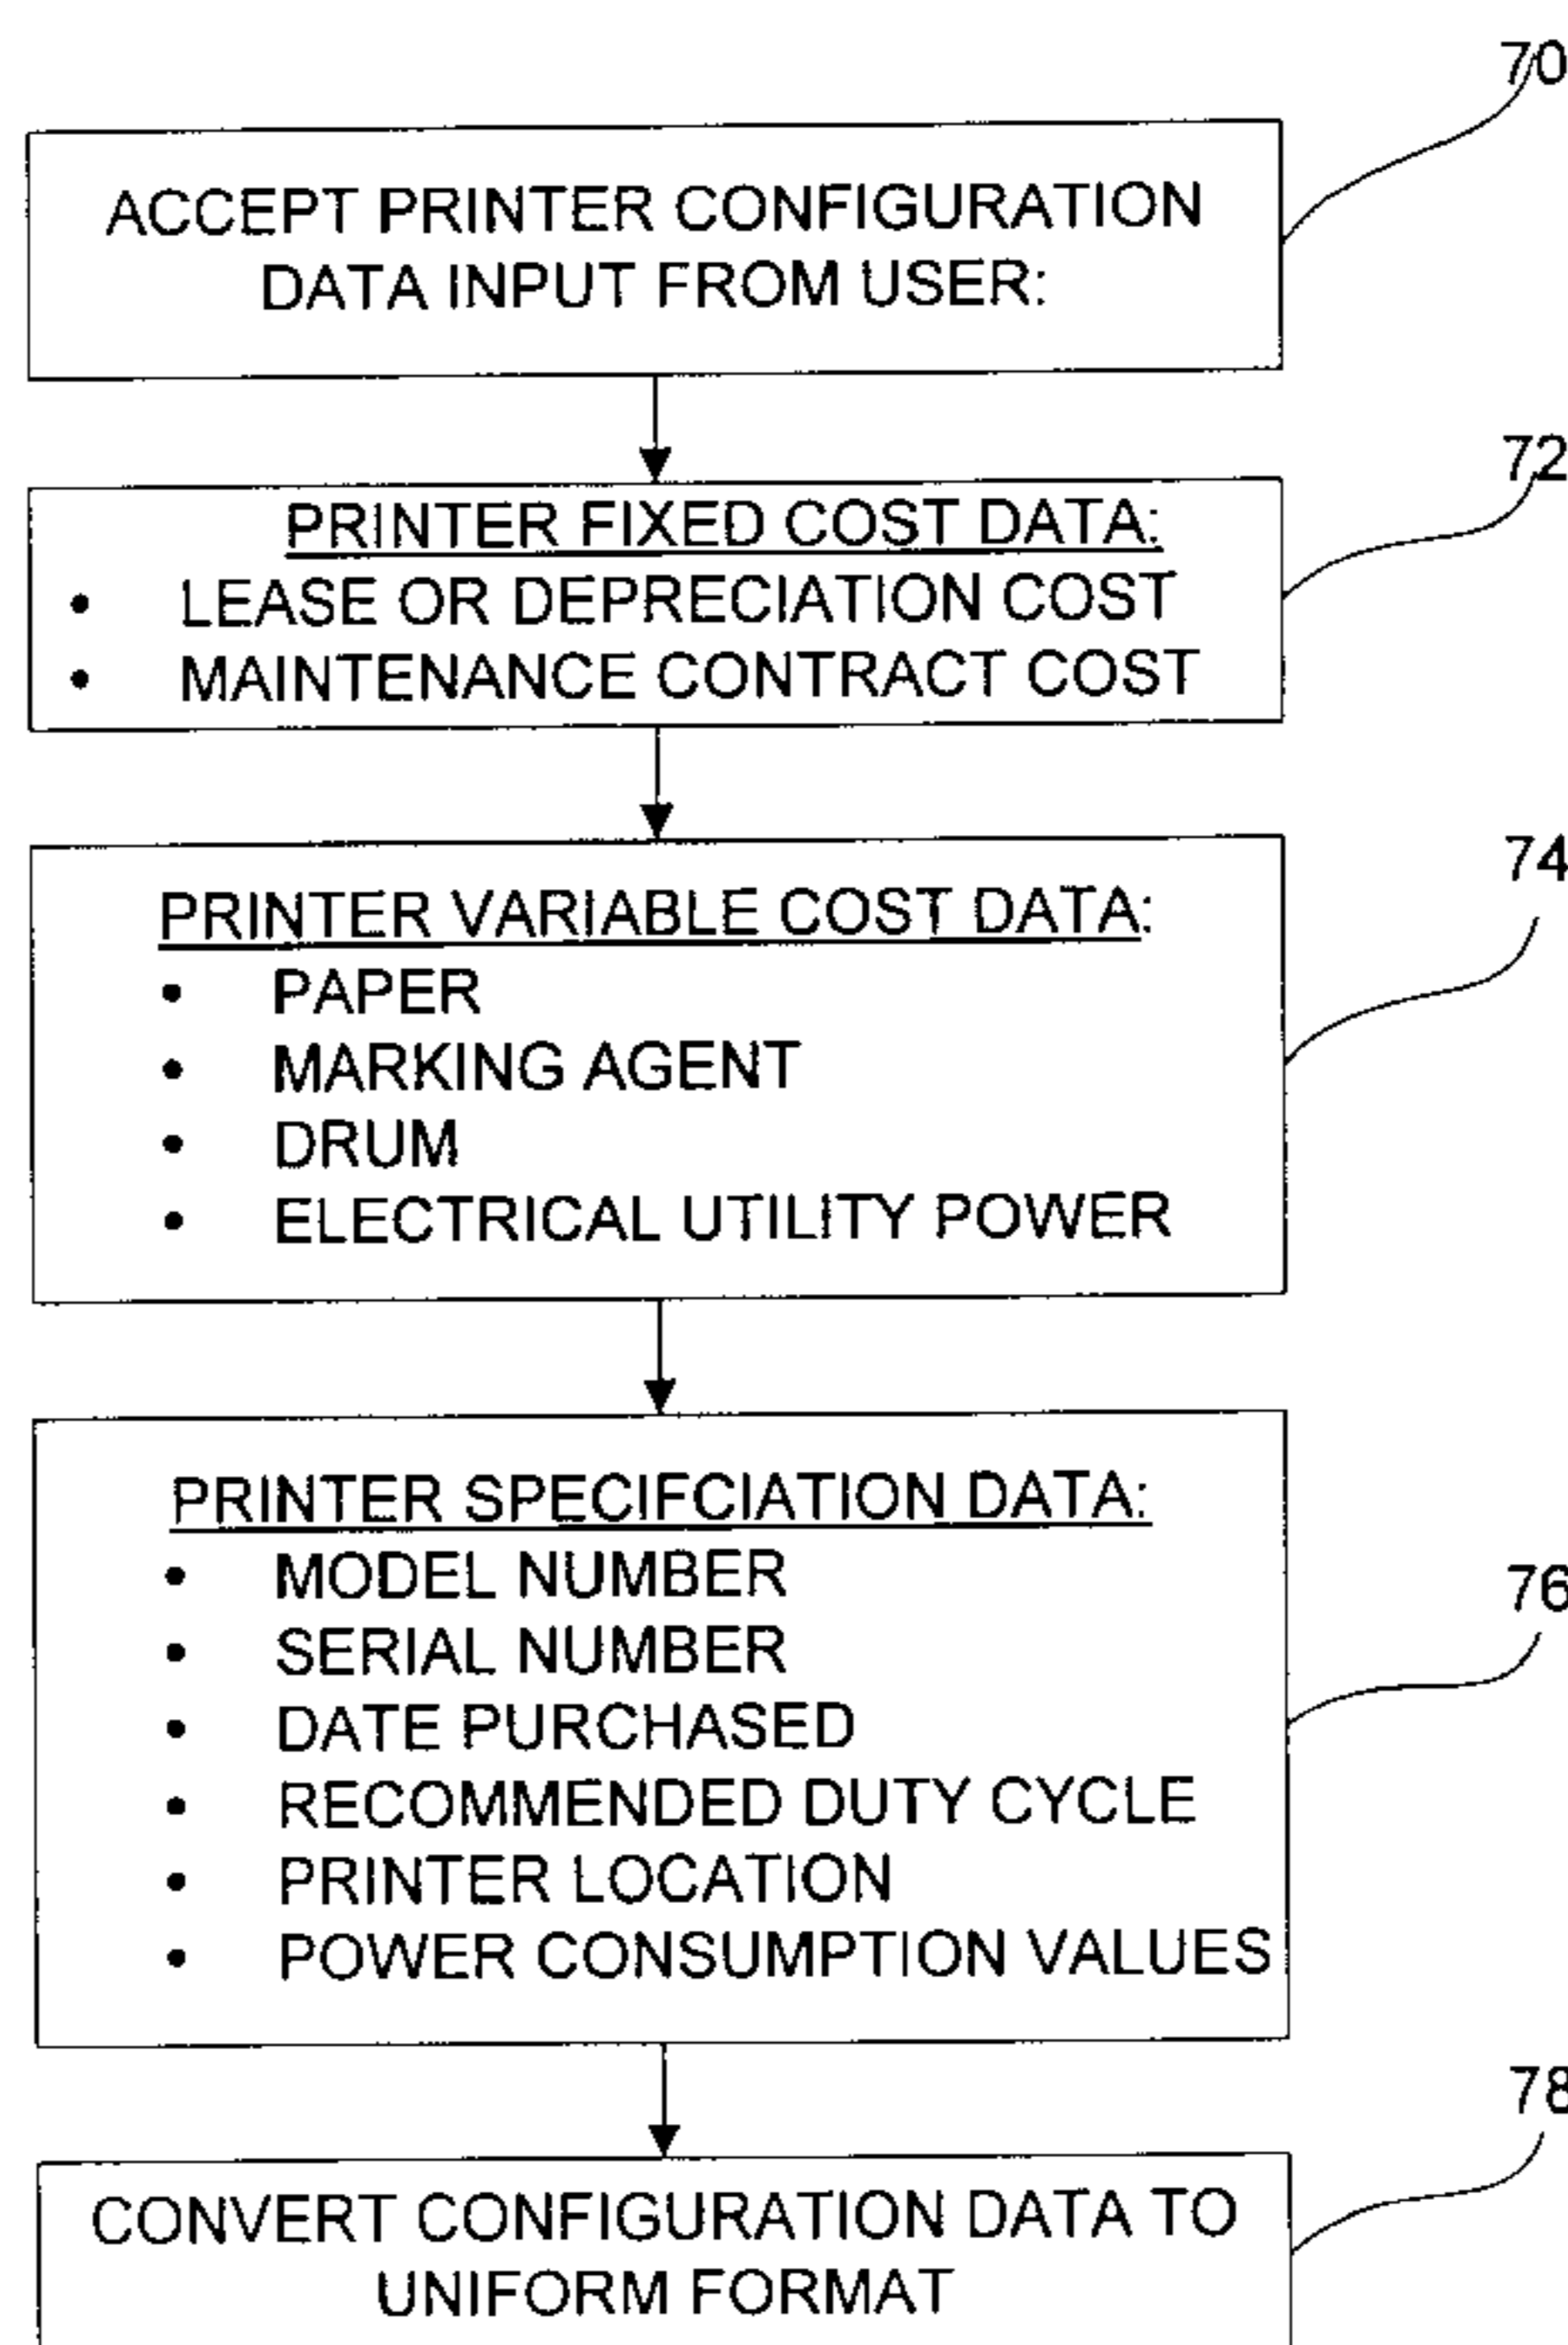 70
ACCEPT PRINTER CONFIGURATION
DATA INPUT FROM USER:
72
PRINTER FIXED COST DATA:
• LEASE OR DEPRECIATION COST
• MAINTENANCE CONTRACT COST
74
PRINTER VARIABLE COST DATA:
• PAPER
• MARKING AGENT
• DRUM
• ELECTRICAL UTILITY POWER
PRINTER SPECIFCIATION DATA:
• MODEL NUMBER
• SERIAL NUMBER
76
• DATE PURCHASED
• RECOMMENDED DUTY CYCLE
• PRINTER LOCATION
• POWER CONSUMPTION VALUES
78
CONVERT CONFIGURATION DATA TO
UNIFORM FORMAT